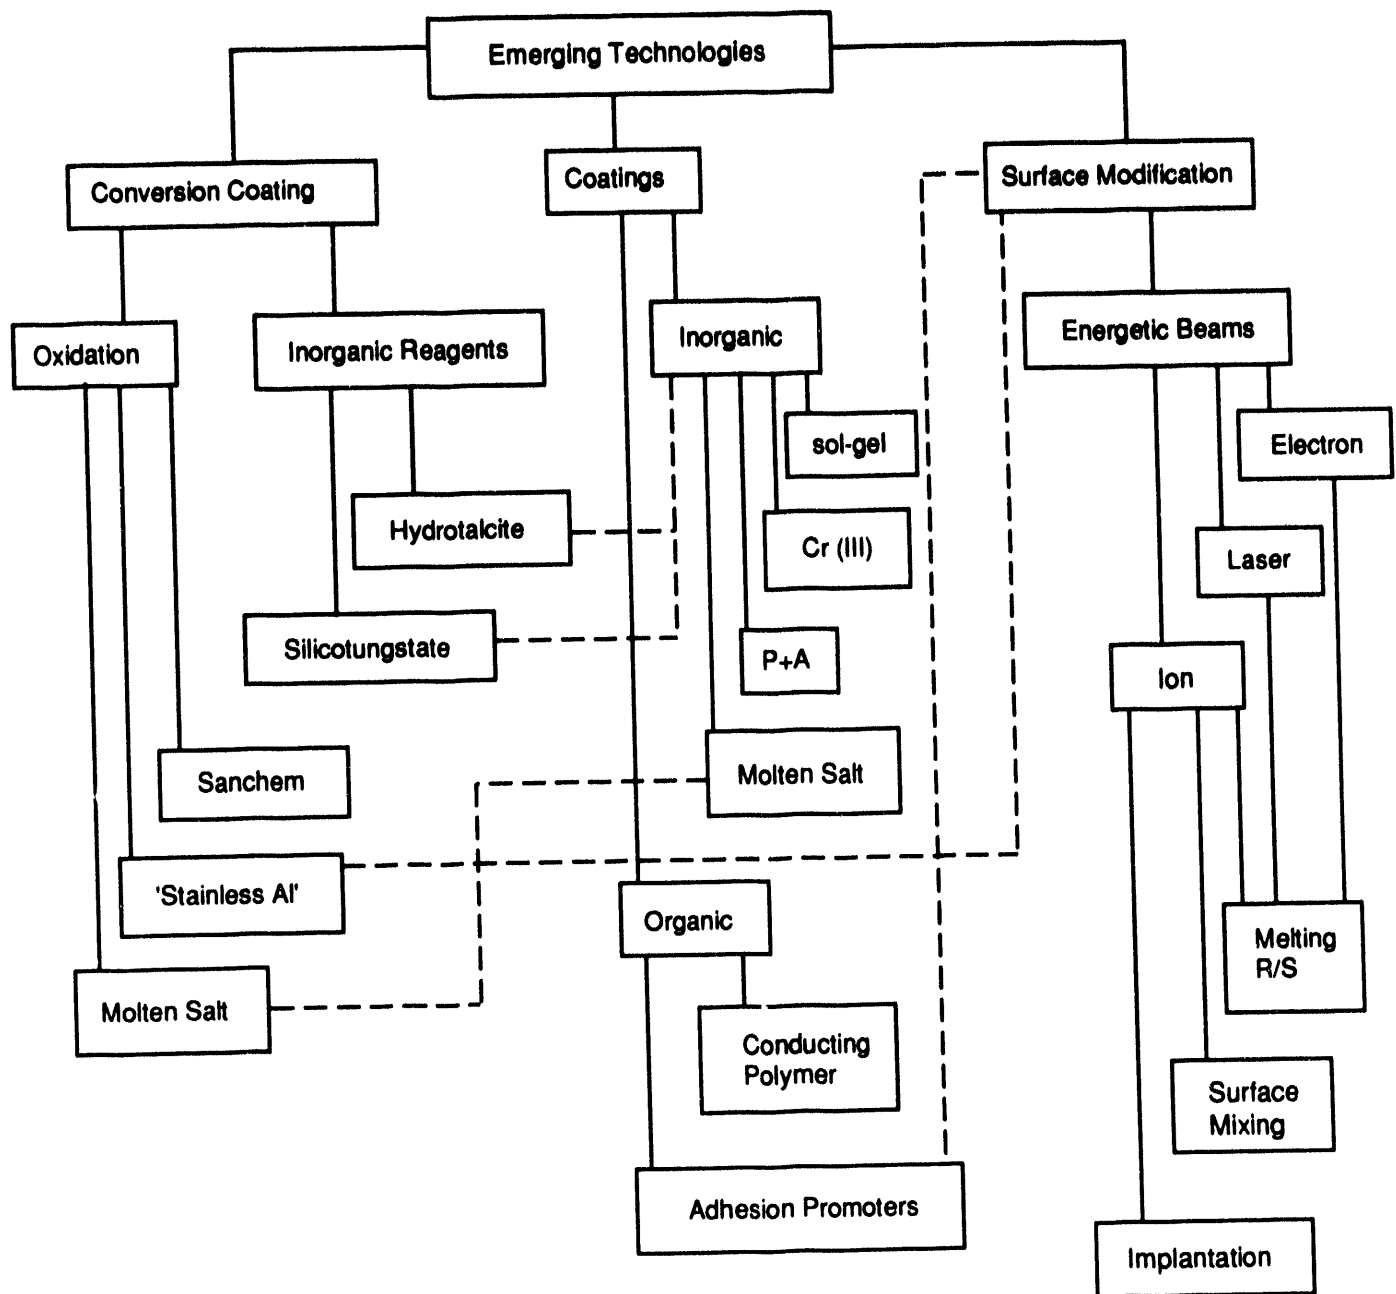 Emerging Technologies
Conversion Coating
Coatings
Surface Modification
Oxidation
Inorganic Reagents
Inorganic
Energetic Beams
sol-gel
Electron
Hydrotalcite
Cr (III)
Laser
Silicotungstate
P+A
Ion
Sanchem
Molten Salt
'Stainless Al'
Organic
Melting
R/S
Molten Salt
Conducting
Polymer
Surface
Mixing
Adhesion Promoters
Implantation